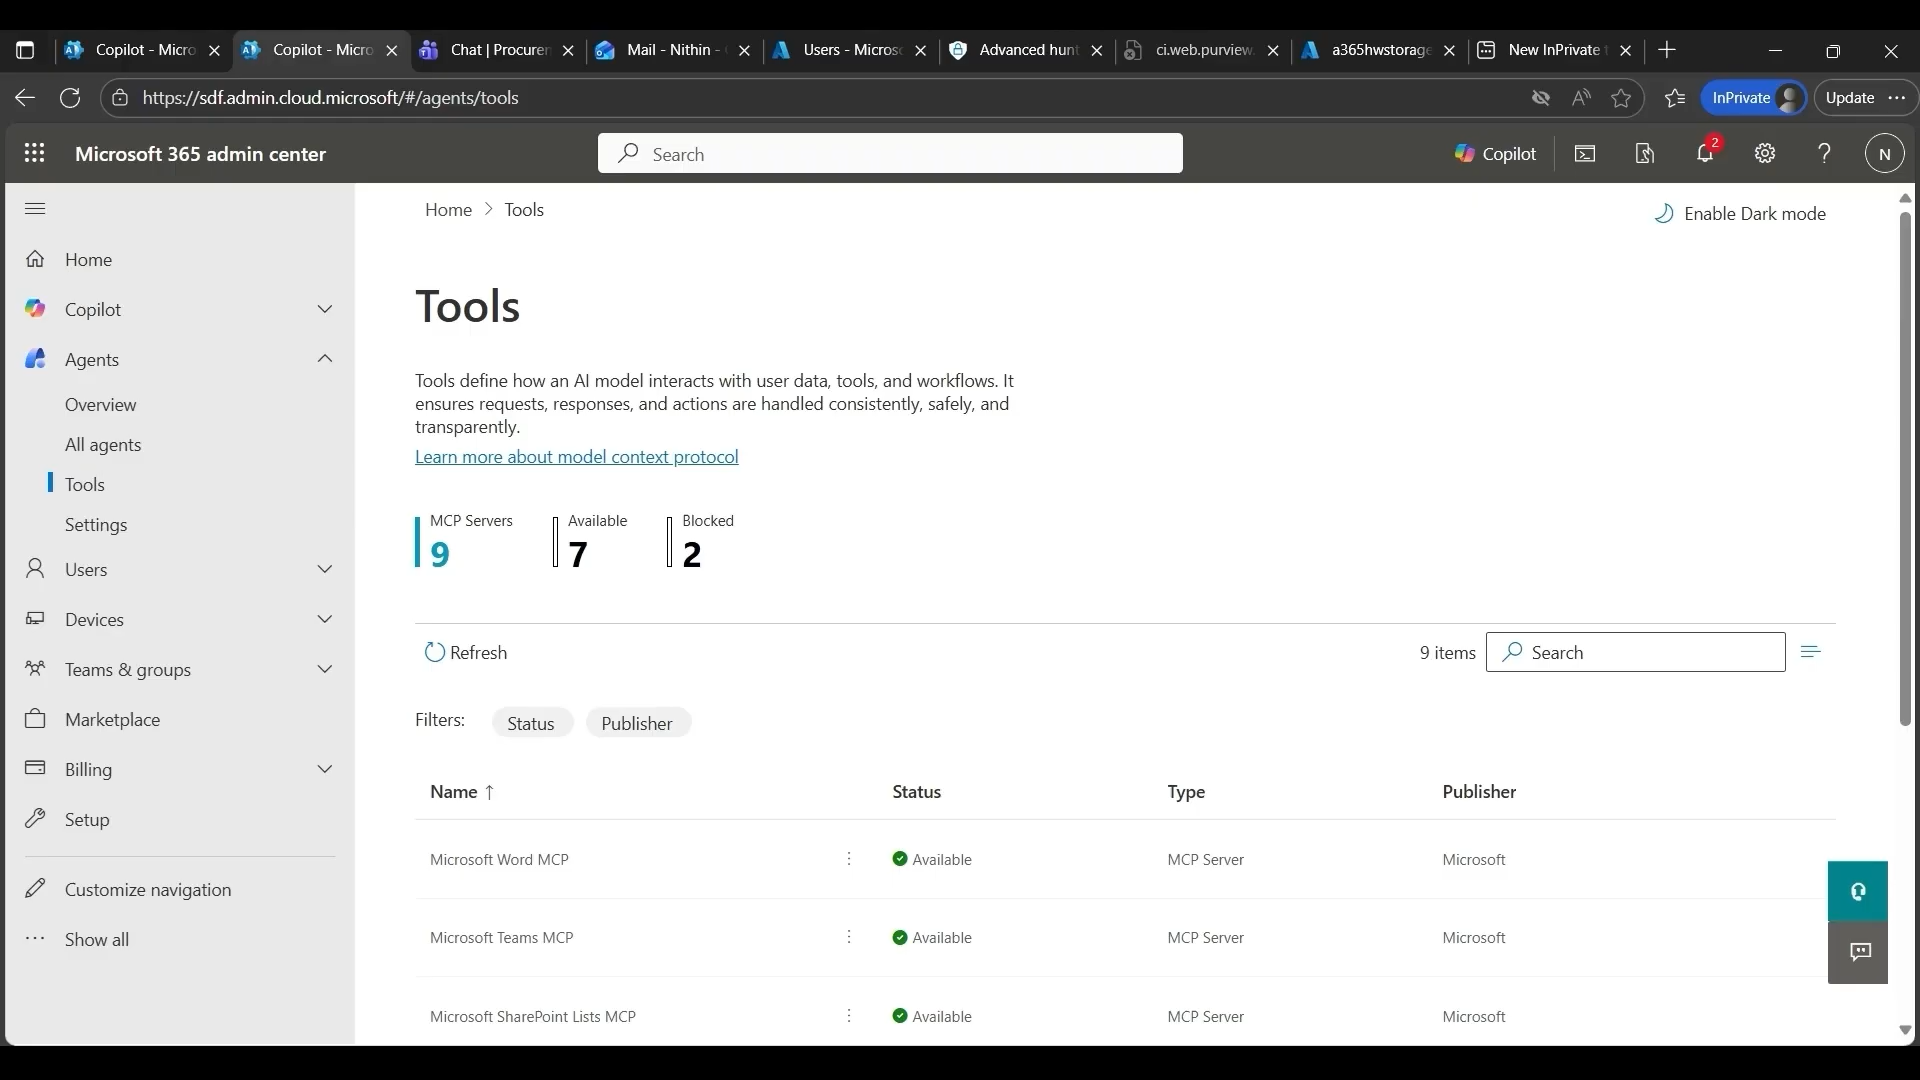 Copilot - Micro
Copilot - Micro
Chat | Procuren
Mail - Nithin -
Users - Microso
Advanced hunt
ci.web.purview.
a365hwstorage
New InPrivate
https://sdf.admin.cloud.microsoft/#/agents/tools
InPrivate
Update
Microsoft 365 admin center
Search
Copilot
2
N
Home
Copilot
Agents
Overview
All agents
Tools
Settings
Users
Devices
Teams & groups
Marketplace
Billing
Setup
Customize navigation
Show all
Home > Tools
Enable Dark mode
Tools
Tools define how an AI model interacts with user data, tools, and workflows. It
ensures requests, responses, and actions are handled consistently, safely, and
transparently.
Learn more about model context protocol
MCP Servers
9
Available
7
Blocked
2
Refresh
9 items
Search
Filters:
Status
Publisher
Name ↑ Status Type Publisher
Microsoft Word MCP Available MCP Server Microsoft
Microsoft Teams MCP Available MCP Server Microsoft
Microsoft SharePoint Lists MCP Available MCP Server Microsoft